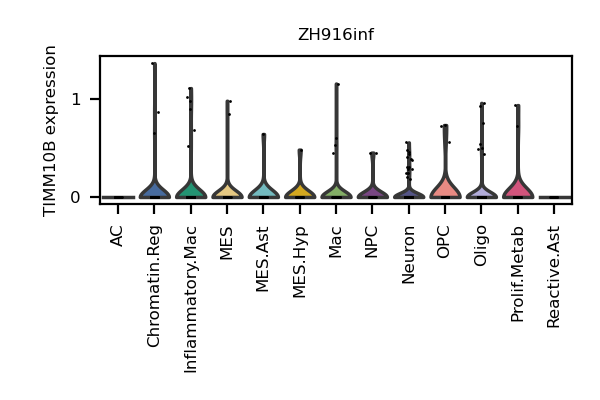 ZH916inf
TIMM10B expression
1
0
AC
Chromatin.Reg
Inflammatory.Mac
MES
MES.Ast
MES.Hyp
Mac
NPC
Neuron
OPC
Oligo
Prolif.Metab
Reactive.Ast